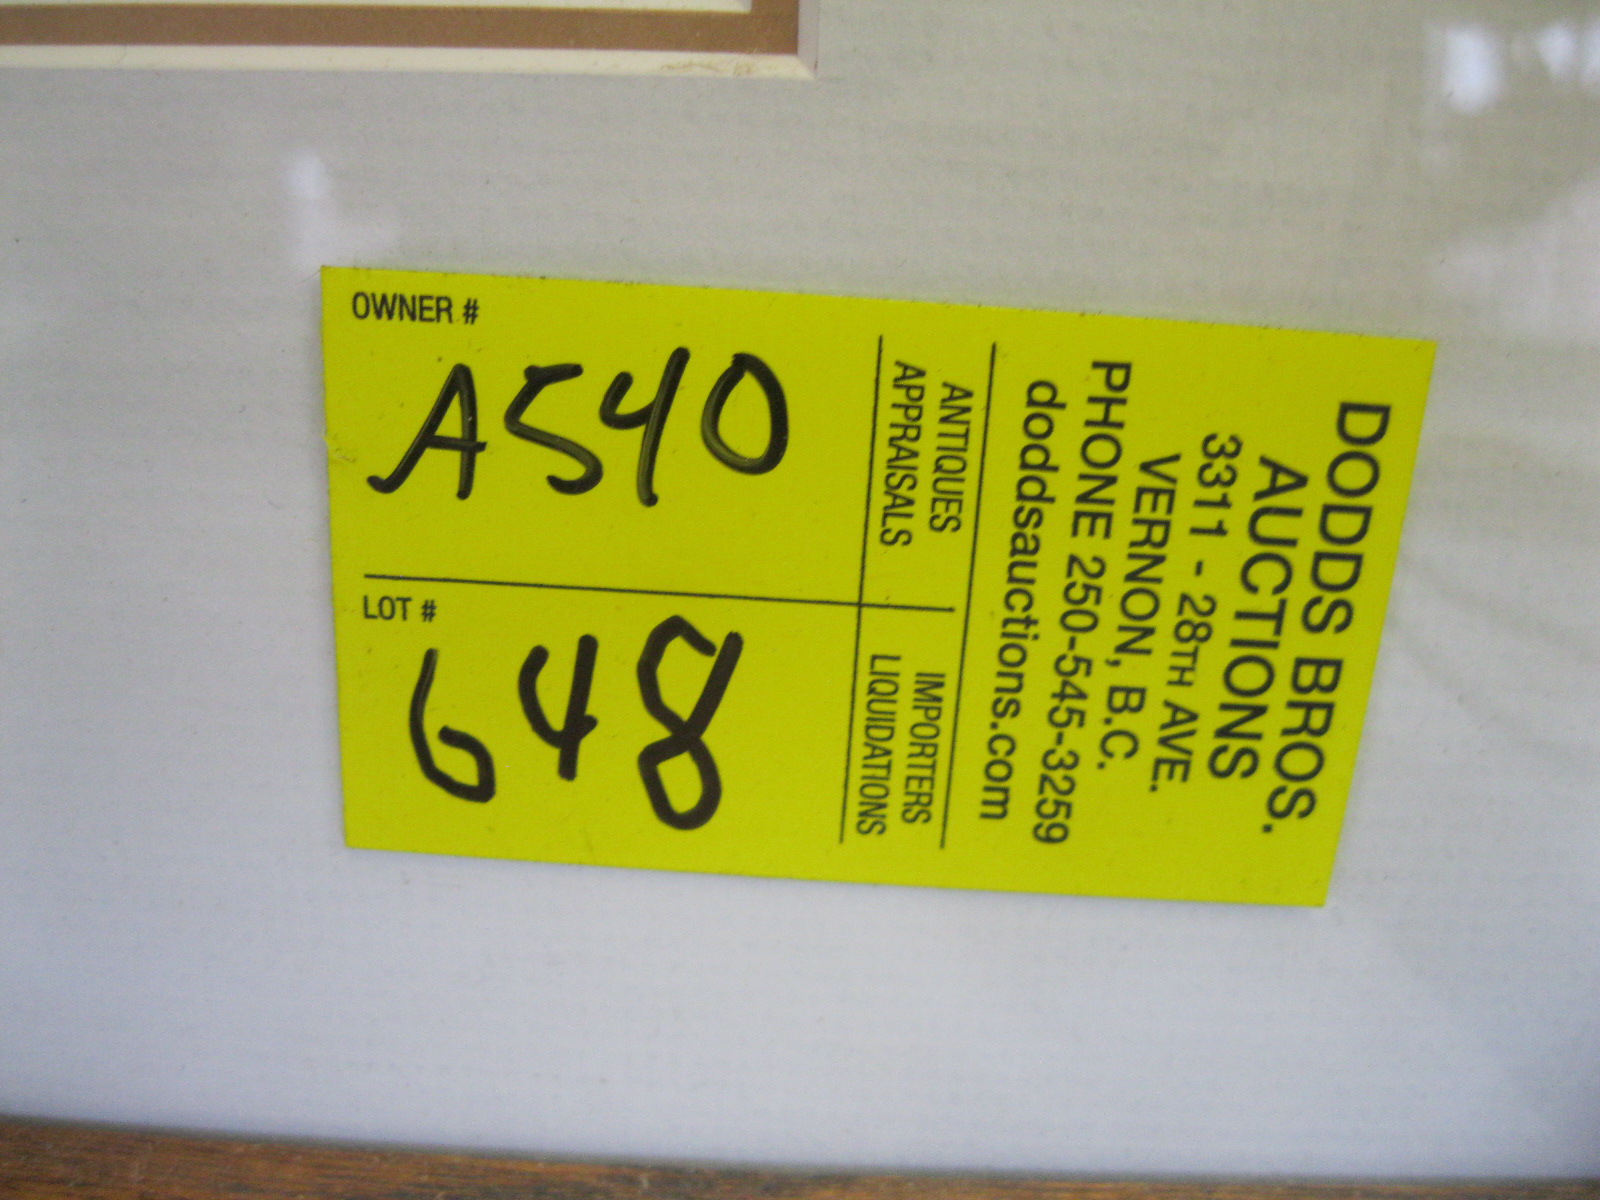 OWNER #
A540
LOT #
648
ANTIQUES
APPRAISALS
IMPORTERS
LIQUIDATIONS
DODDS BROS.
AUCTIONS
3311 - 28TH AVE.
VERNON, B.C.
PHONE 250-545-3259
doddsauctions.com